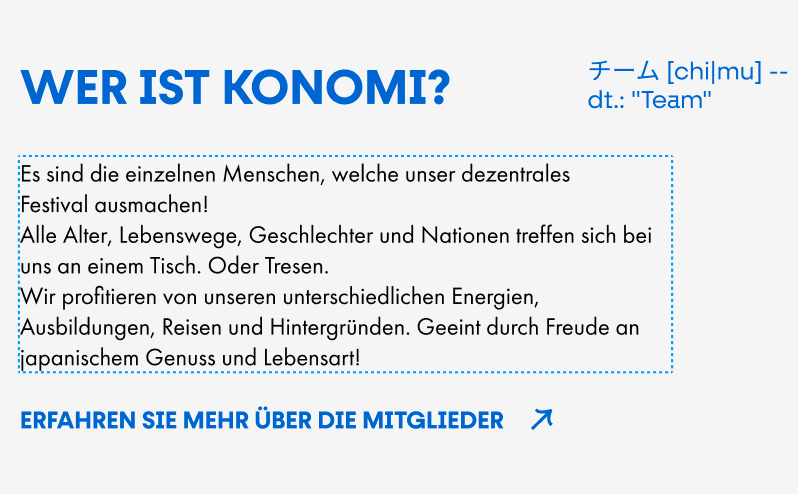 WER IST KONOMI?
チーム [chi|mu] --
dt.: "Team"
Es sind die einzelnen Menschen, welche unser dezentrales
Festival ausmachen!
Alle Alter, Lebenswege, Geschlechter und Nationen treffen sich bei
uns an einem Tisch. Oder Tresen.
Wir profitieren von unseren unterschiedlichen Energien,
Ausbildungen, Reisen und Hintergründen. Geeint durch Freude an
japanischem Genuss und Lebensart!
ERFAHREN SIE MEHR ÜBER DIE MITGLIEDER